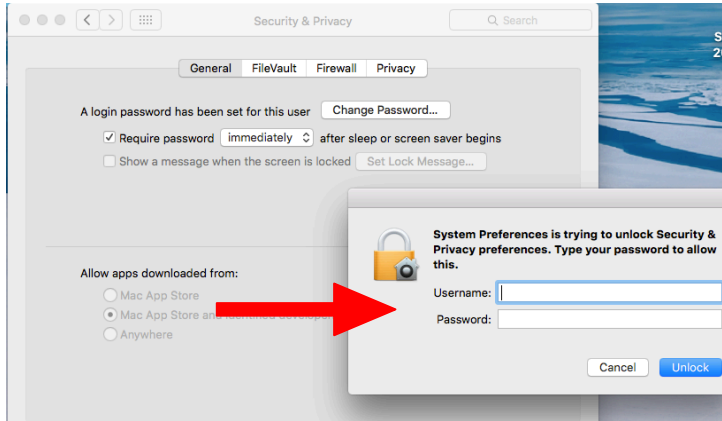 Security & Privacy
Search
General FileVault Firewall Privacy
A login password has been set for this user Change Password...
Require password immediately after sleep or screen saver begins
Show a message when the screen is locked Set Lock Message...
System Preferences is trying to unlock Security &
Privacy preferences. Type your password to allow
this.
Username:
Password:
Cancel Unlock
Allow apps downloaded from:
Mac App Store
Mac App Store and
Anywhere